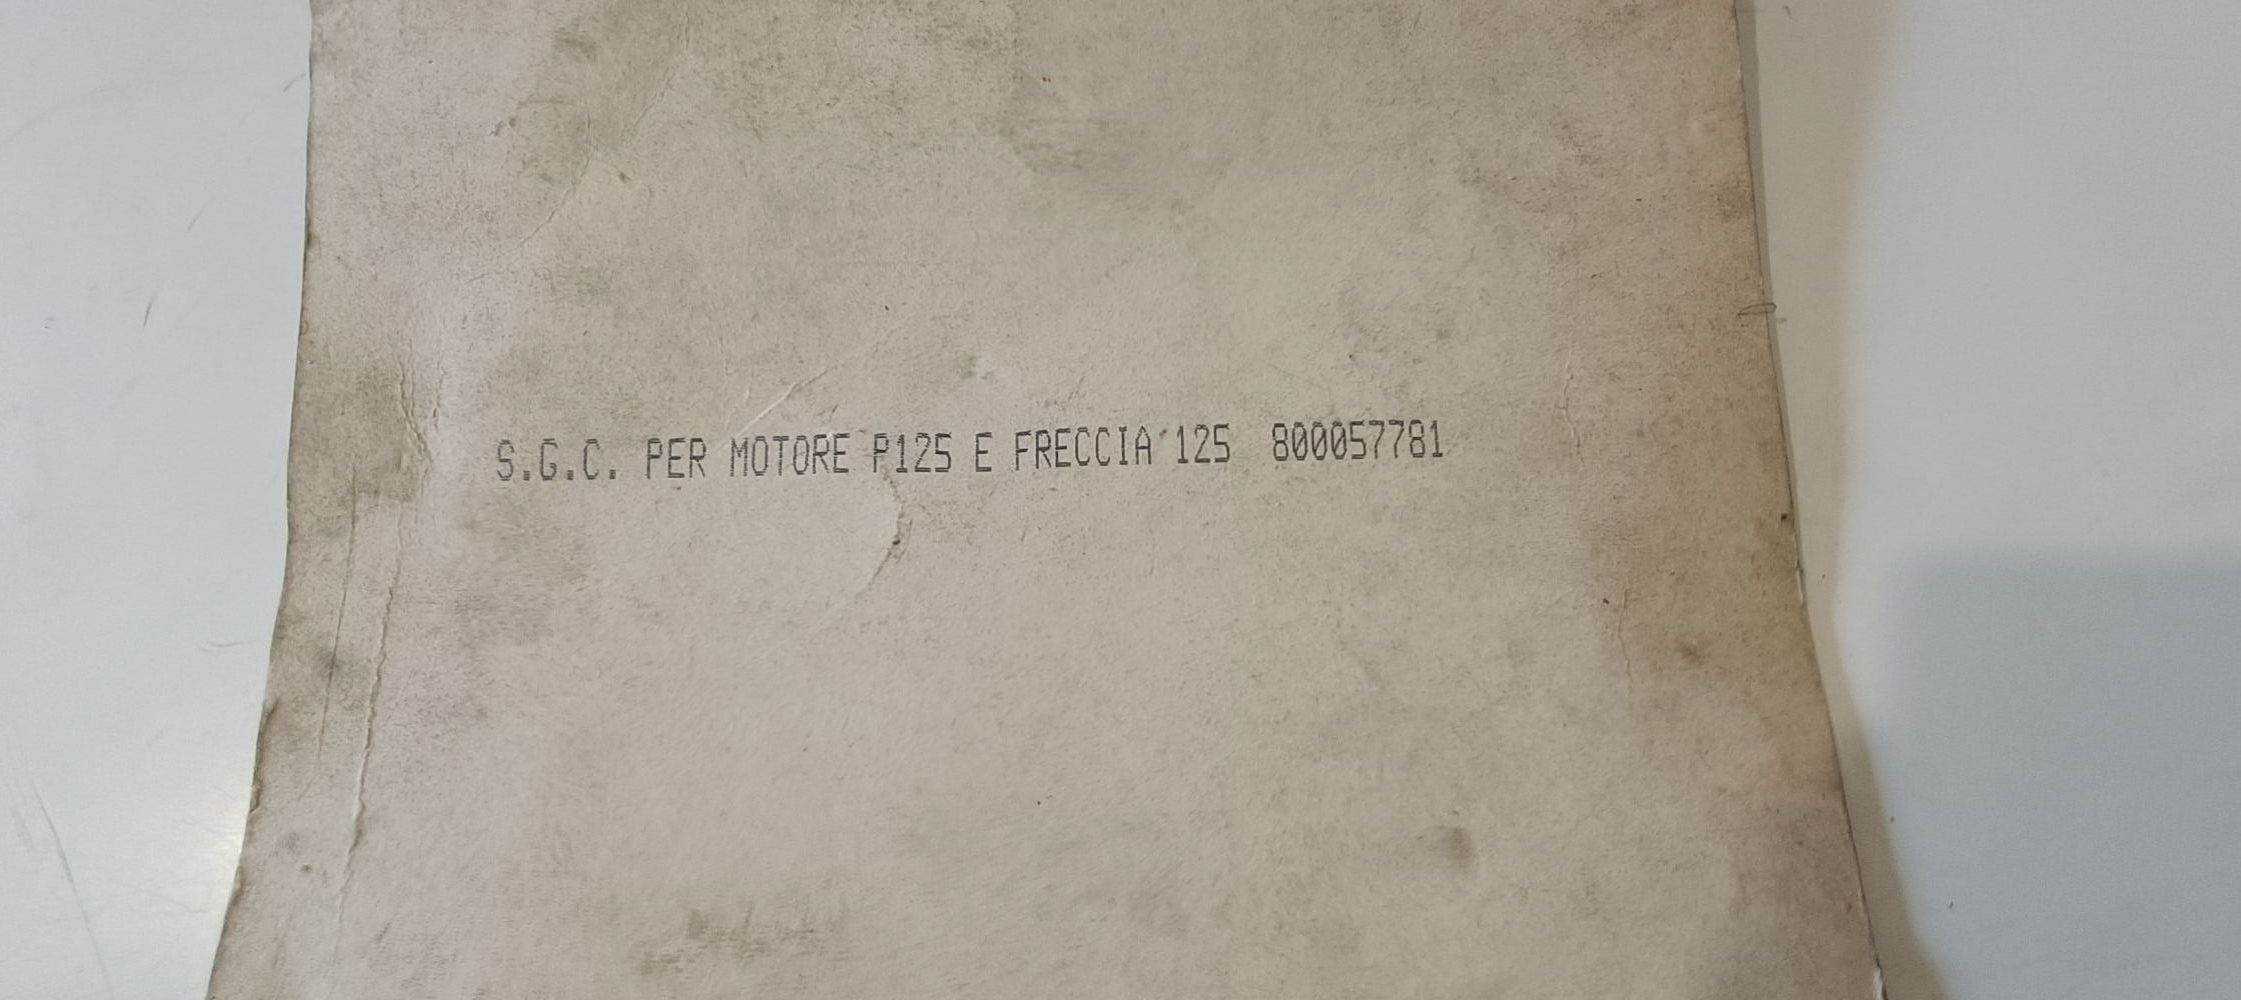 S.G.C. PER MOTORE P125 E FRECCIA 125  800057781